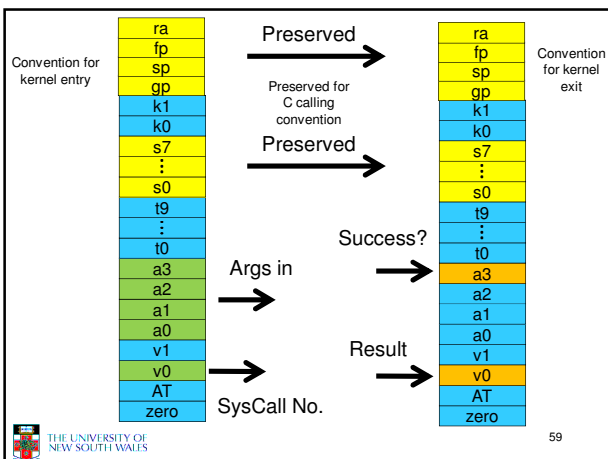 Convention for
kernel entry
ra
fp
sp
gp
k1
k0
s7
⋮
s0
t9
⋮
t0
a3
a2
a1
a0
v1
v0
AT
zero
Preserved
Preserved for
C calling
convention
Preserved
Success?
Args in
Result
SysCall No.
ra
fp
sp
gp
k1
k0
s7
⋮
s0
t9
⋮
t0
a3
a2
a1
a0
v1
v0
AT
zero
Convention
for kernel
exit
THE UNIVERSITY OF
NEW SOUTH WALES
59